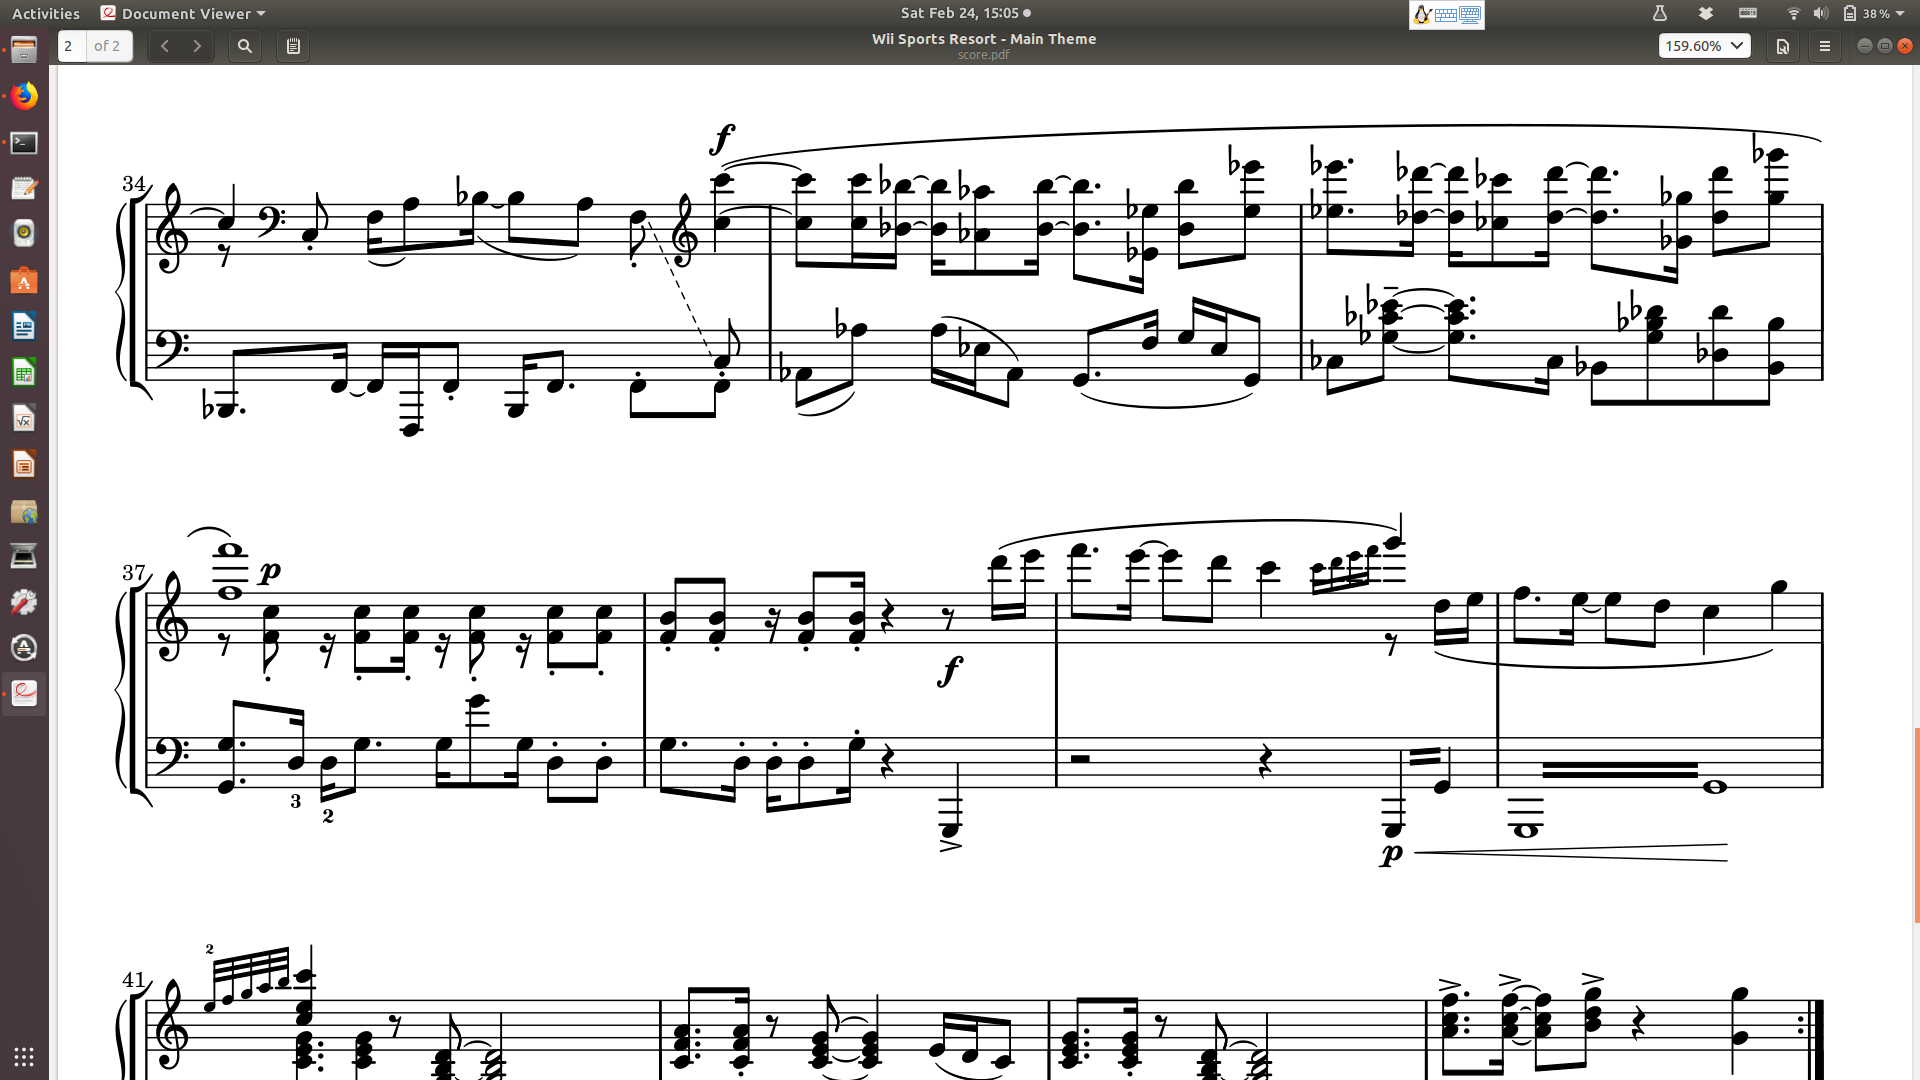 Activities
Document Viewer
Sat Feb 24, 15:05
38 %
2 of 2
Wii Sports Resort - Main Theme
score.pdf
159.60%
34
f
37
p
f
3
2
p
2
41